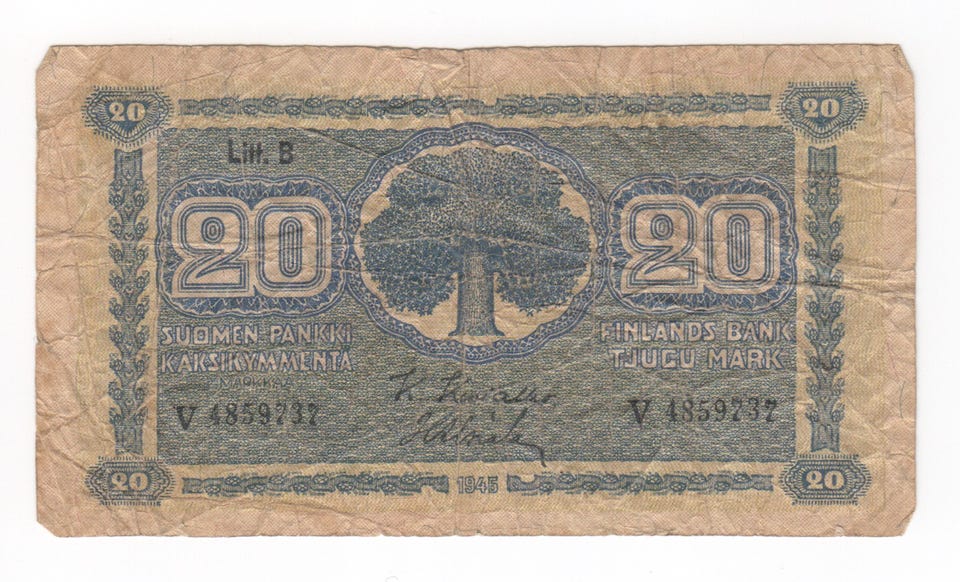 20 20
Litt. B
20 20
SUOMEN PANKKI FINLANDS BANK
KAKSIKYMMENTÄ TJUGU MARK
MARKKAA
V 4859737 V 4859737
20 1945 20